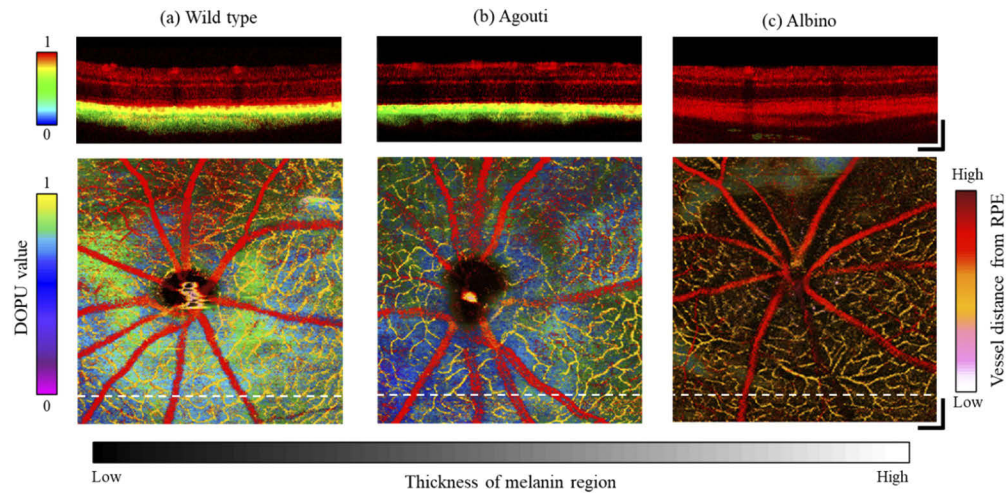 (a) Wild type
(b) Agouti
(c) Albino
1
0
1
DOPU value
0
High
Vessel distance from RPE
Low
Low
High
Thickness of melanin region